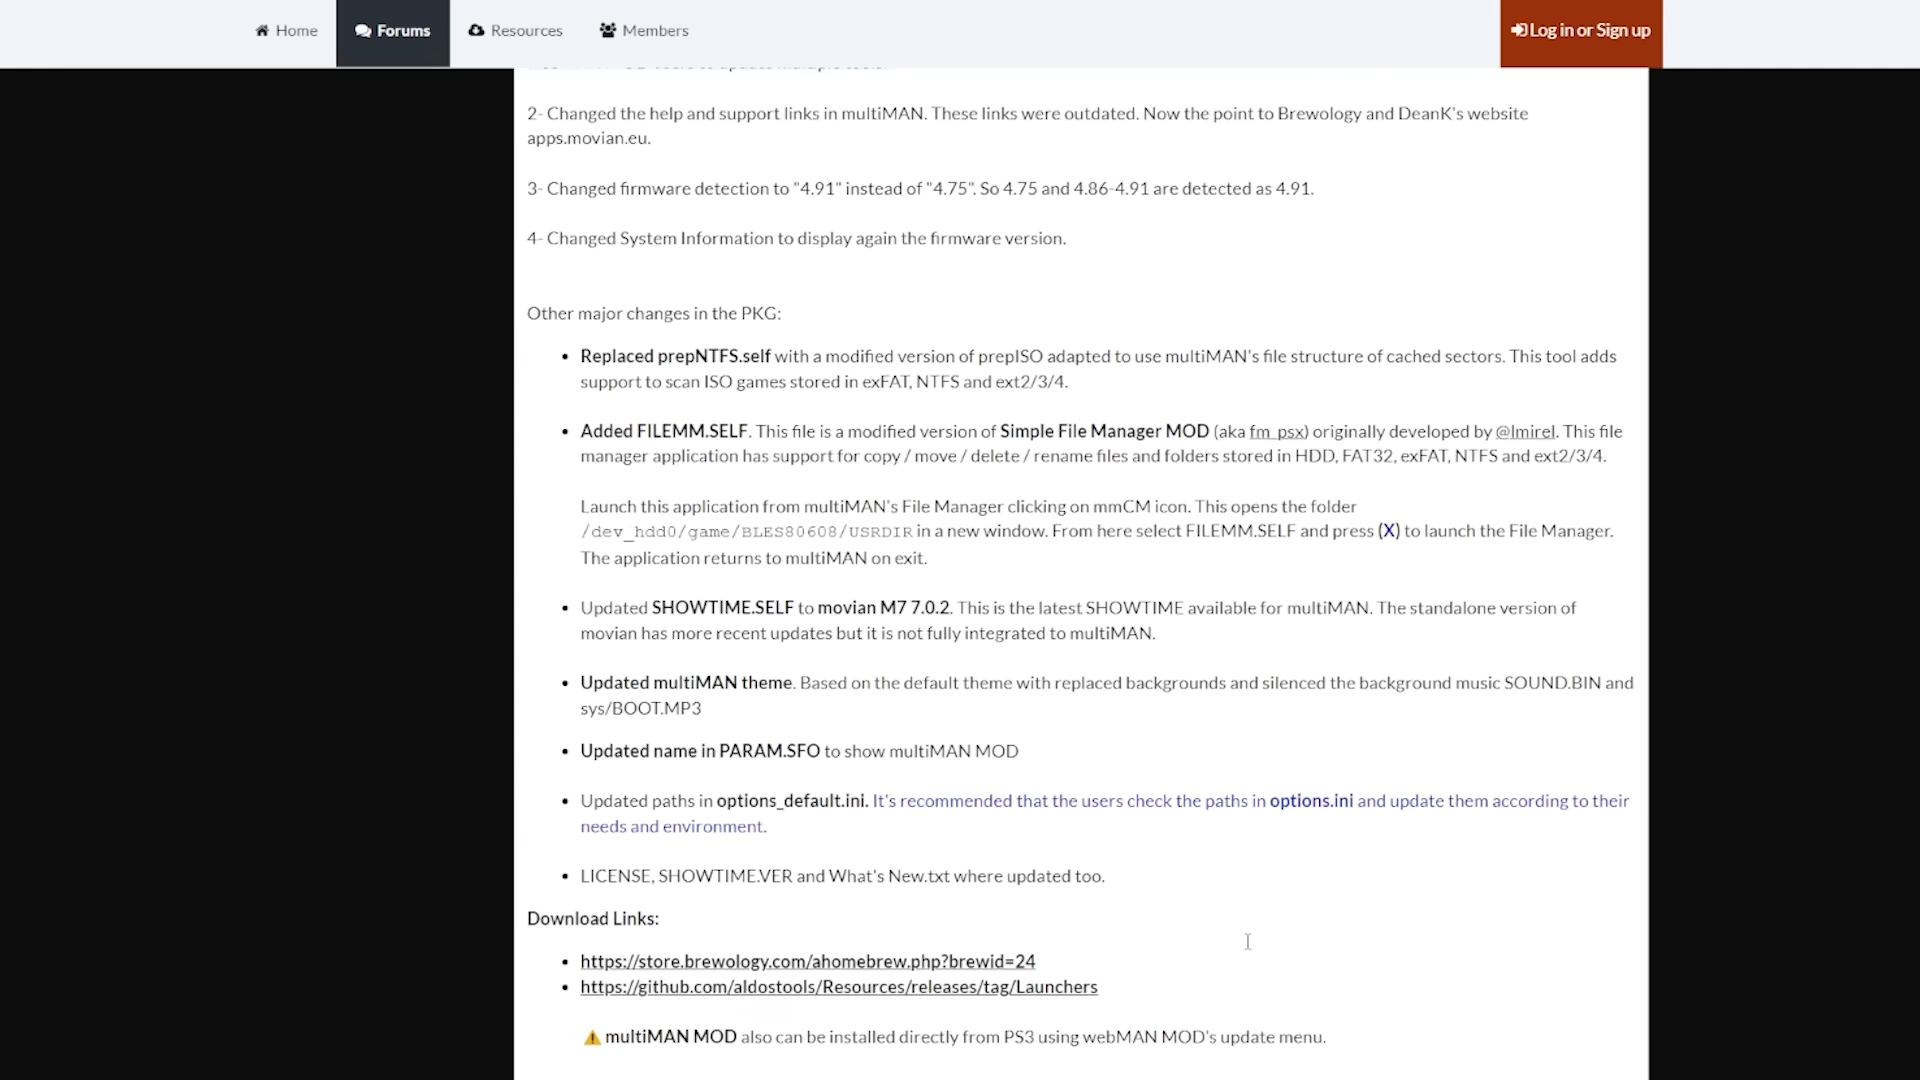 Home
Forums
Resources
Members
Log in or Sign up
2- Changed the help and support links in multiMAN. These links were outdated. Now the point to Brewology and DeanK's website
apps.movian.eu.
3- Changed firmware detection to "4.91" instead of "4.75". So 4.75 and 4.86-4.91 are detected as 4.91.
4- Changed System Information to display again the firmware version.
Other major changes in the PKG:
• Replaced prepNTFS.self with a modified version of prepISO adapted to use multiMAN's file structure of cached sectors. This tool adds
support to scan ISO games stored in exFAT, NTFS and ext2/3/4.
• Added FILEMM.SELF. This file is a modified version of Simple File Manager MOD (aka fm_psx) originally developed by @lmirel. This file
manager application has support for copy / move / delete / rename files and folders stored in HDD, FAT32, exFAT, NTFS and ext2/3/4.
Launch this application from multiMAN's File Manager clicking on mmCM icon. This opens the folder
/dev_hdd0/game/BLES80608/USRDIR in a new window. From here select FILEMM.SELF and press (X) to launch the File Manager.
The application returns to multiMAN on exit.
• Updated SHOWTIME.SELF to movian M7 7.0.2. This is the latest SHOWTIME available for multiMAN. The standalone version of
movian has more recent updates but it is not fully integrated to multiMAN.
• Updated multiMAN theme. Based on the default theme with replaced backgrounds and silenced the background music SOUND.BIN and
sys/BOOT.MP3
• Updated name in PARAM.SFO to show multiMAN MOD
• Updated paths in options_default.ini. It's recommended that the users check the paths in options.ini and update them according to their
needs and environment.
• LICENSE, SHOWTIME.VER and What's New.txt where updated too.
Download Links:
• https://store.brewology.com/ahomebrew.php?brewid=24
• https://github.com/aldostools/Resources/releases/tag/Launchers
⚠ multiMAN MOD also can be installed directly from PS3 using webMAN MOD's update menu.